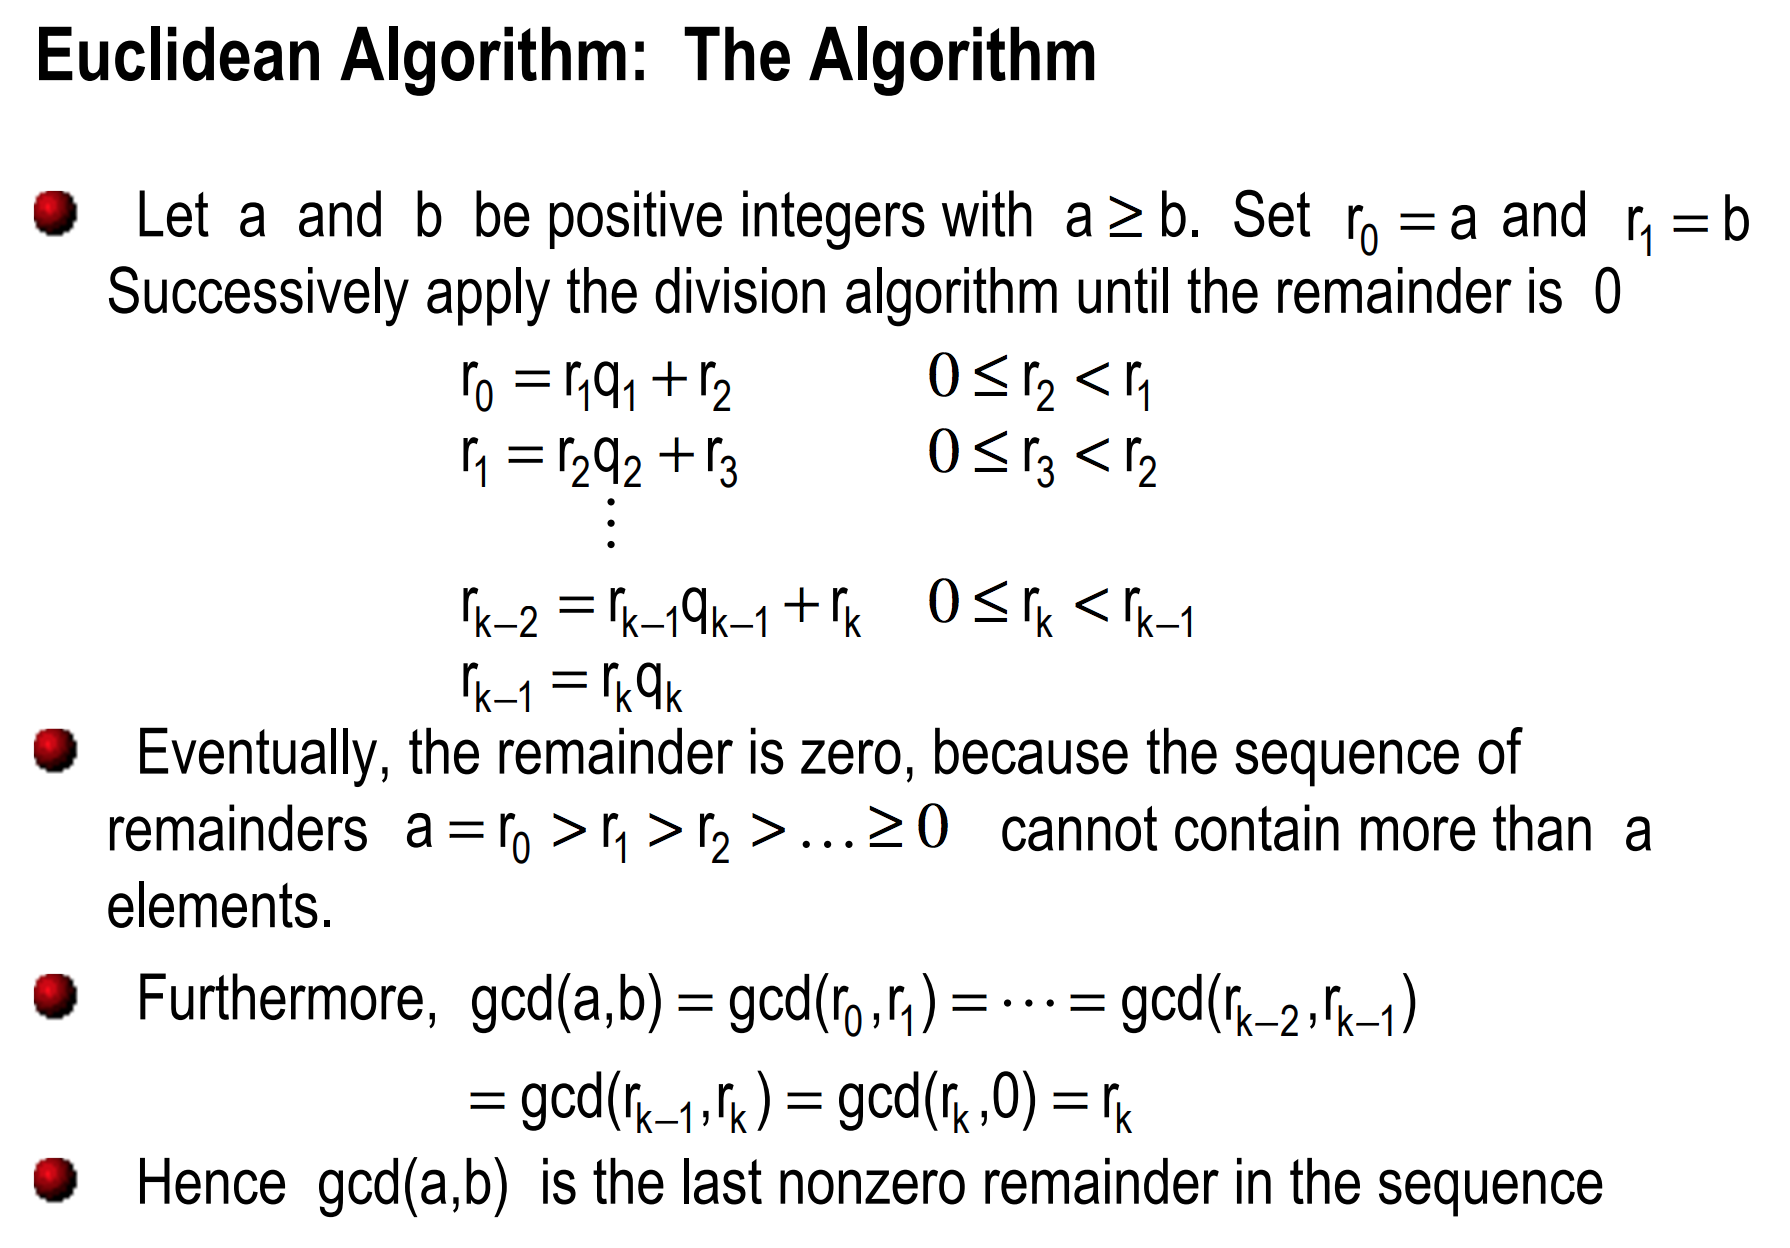 Euclidean Algorithm: The Algorithm
Let a and b be positive integers with a ≥ b. Set r₀ = a and r₁ = b
Successively apply the division algorithm until the remainder is 0
r₀ = r₁q₁ + r₂ 0 ≤ r₂ < r₁
r₁ = r₂q₂ + r₃ 0 ≤ r₃ < r₂
⋮
rₖ₋₂ = rₖ₋₁qₖ₋₁ + rₖ 0 ≤ rₖ < rₖ₋₁
rₖ₋₁ = rₖqₖ
Eventually, the remainder is zero, because the sequence of
remainders a = r₀ > r₁ > r₂ > … ≥ 0 cannot contain more than a
elements.
Furthermore, gcd(a,b) = gcd(r₀,r₁) = ⋯ = gcd(rₖ₋₂,rₖ₋₁)
= gcd(rₖ₋₁,rₖ) = gcd(rₖ,0) = rₖ
Hence gcd(a,b) is the last nonzero remainder in the sequence